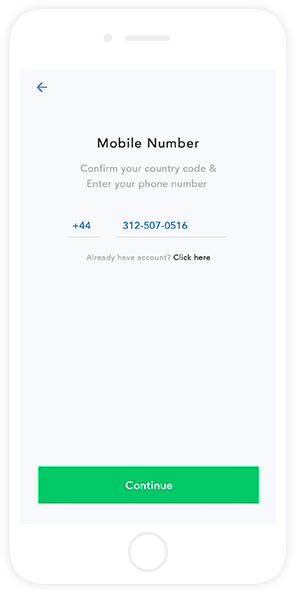 Mobile Number
Confirm your country code &
Enter your phone number
+44 312-507-0516
Already have account? Click here
Continue